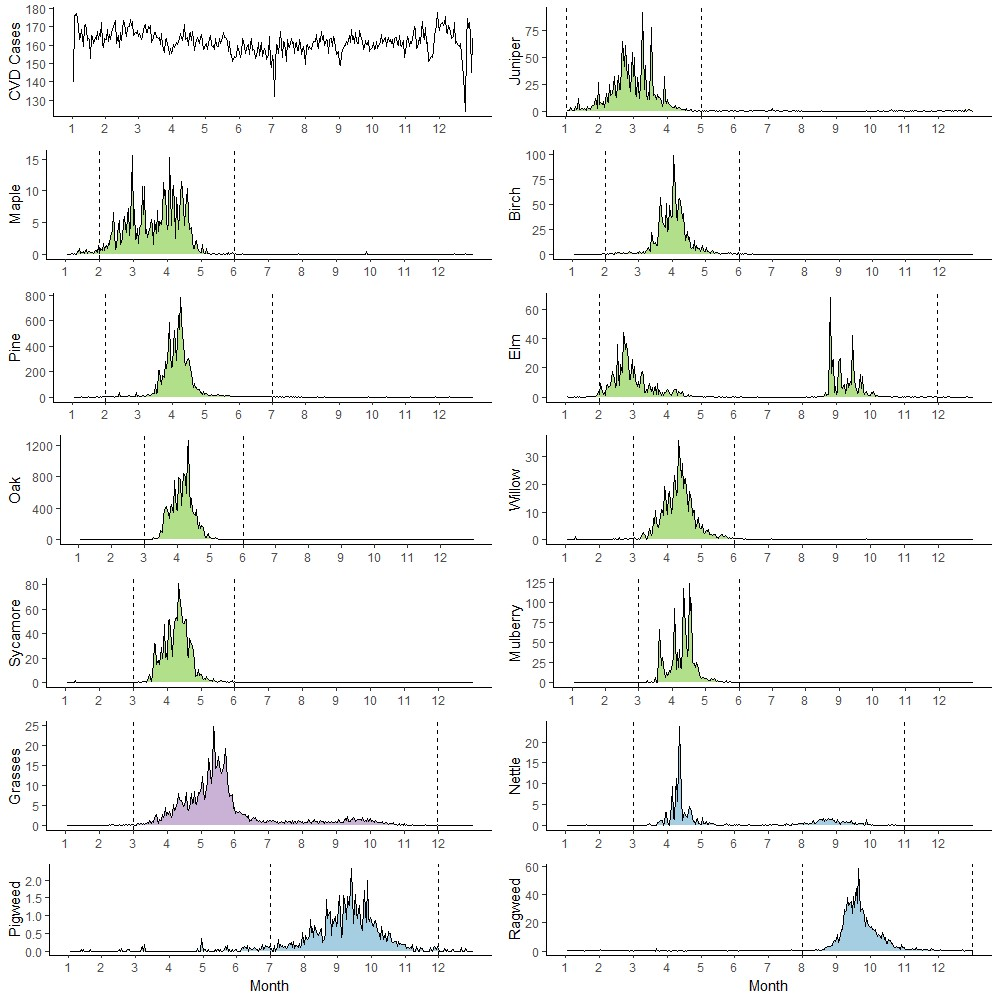 CVD Cases
180
170
160
150
140
130
1 2 3 4 5 6 7 8 9 10 11 12
Juniper
75
50
25
0
1 2 3 4 5 6 7 8 9 10 11 12
Maple
15
10
5
0
1 2 3 4 5 6 7 8 9 10 11 12
Birch
100
75
50
25
0
1 2 3 4 5 6 7 8 9 10 11 12
Pine
800
600
400
200
0
1 2 3 4 5 6 7 8 9 10 11 12
Elm
60
40
20
0
1 2 3 4 5 6 7 8 9 10 11 12
Oak
1200
800
400
0
1 2 3 4 5 6 7 8 9 10 11 12
Willow
30
20
10
0
1 2 3 4 5 6 7 8 9 10 11 12
Sycamore
80
60
40
20
0
1 2 3 4 5 6 7 8 9 10 11 12
Mulberry
125
100
75
50
25
0
1 2 3 4 5 6 7 8 9 10 11 12
Grasses
25
20
15
10
5
0
1 2 3 4 5 6 7 8 9 10 11 12
Nettle
20
15
10
5
0
1 2 3 4 5 6 7 8 9 10 11 12
Pigweed
2.0
1.5
1.0
0.5
0.0
1 2 3 4 5 6 7 8 9 10 11 12
Month
Ragweed
60
40
20
0
1 2 3 4 5 6 7 8 9 10 11 12
Month